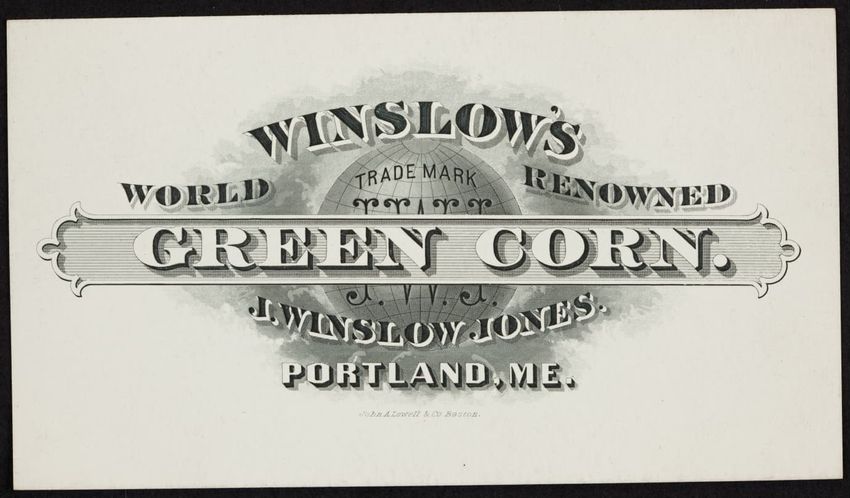 WINSLOW'S
TRADE MARK
WORLD RENOWNED
GREEN CORN.
J.W.J.
J. WINSLOW JONES.
PORTLAND, ME.
John A Lowell & Co Boston.